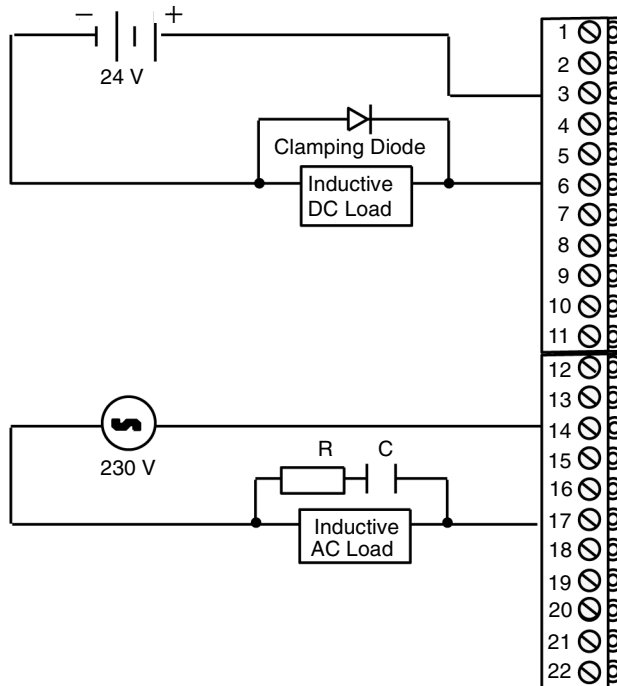 − +
24 V
Clamping Diode
Inductive
DC Load
230 V
R C
Inductive
AC Load
1
2
3
4
5
6
7
8
9
10
11
12
13
14
15
16
17
18
19
20
21
22